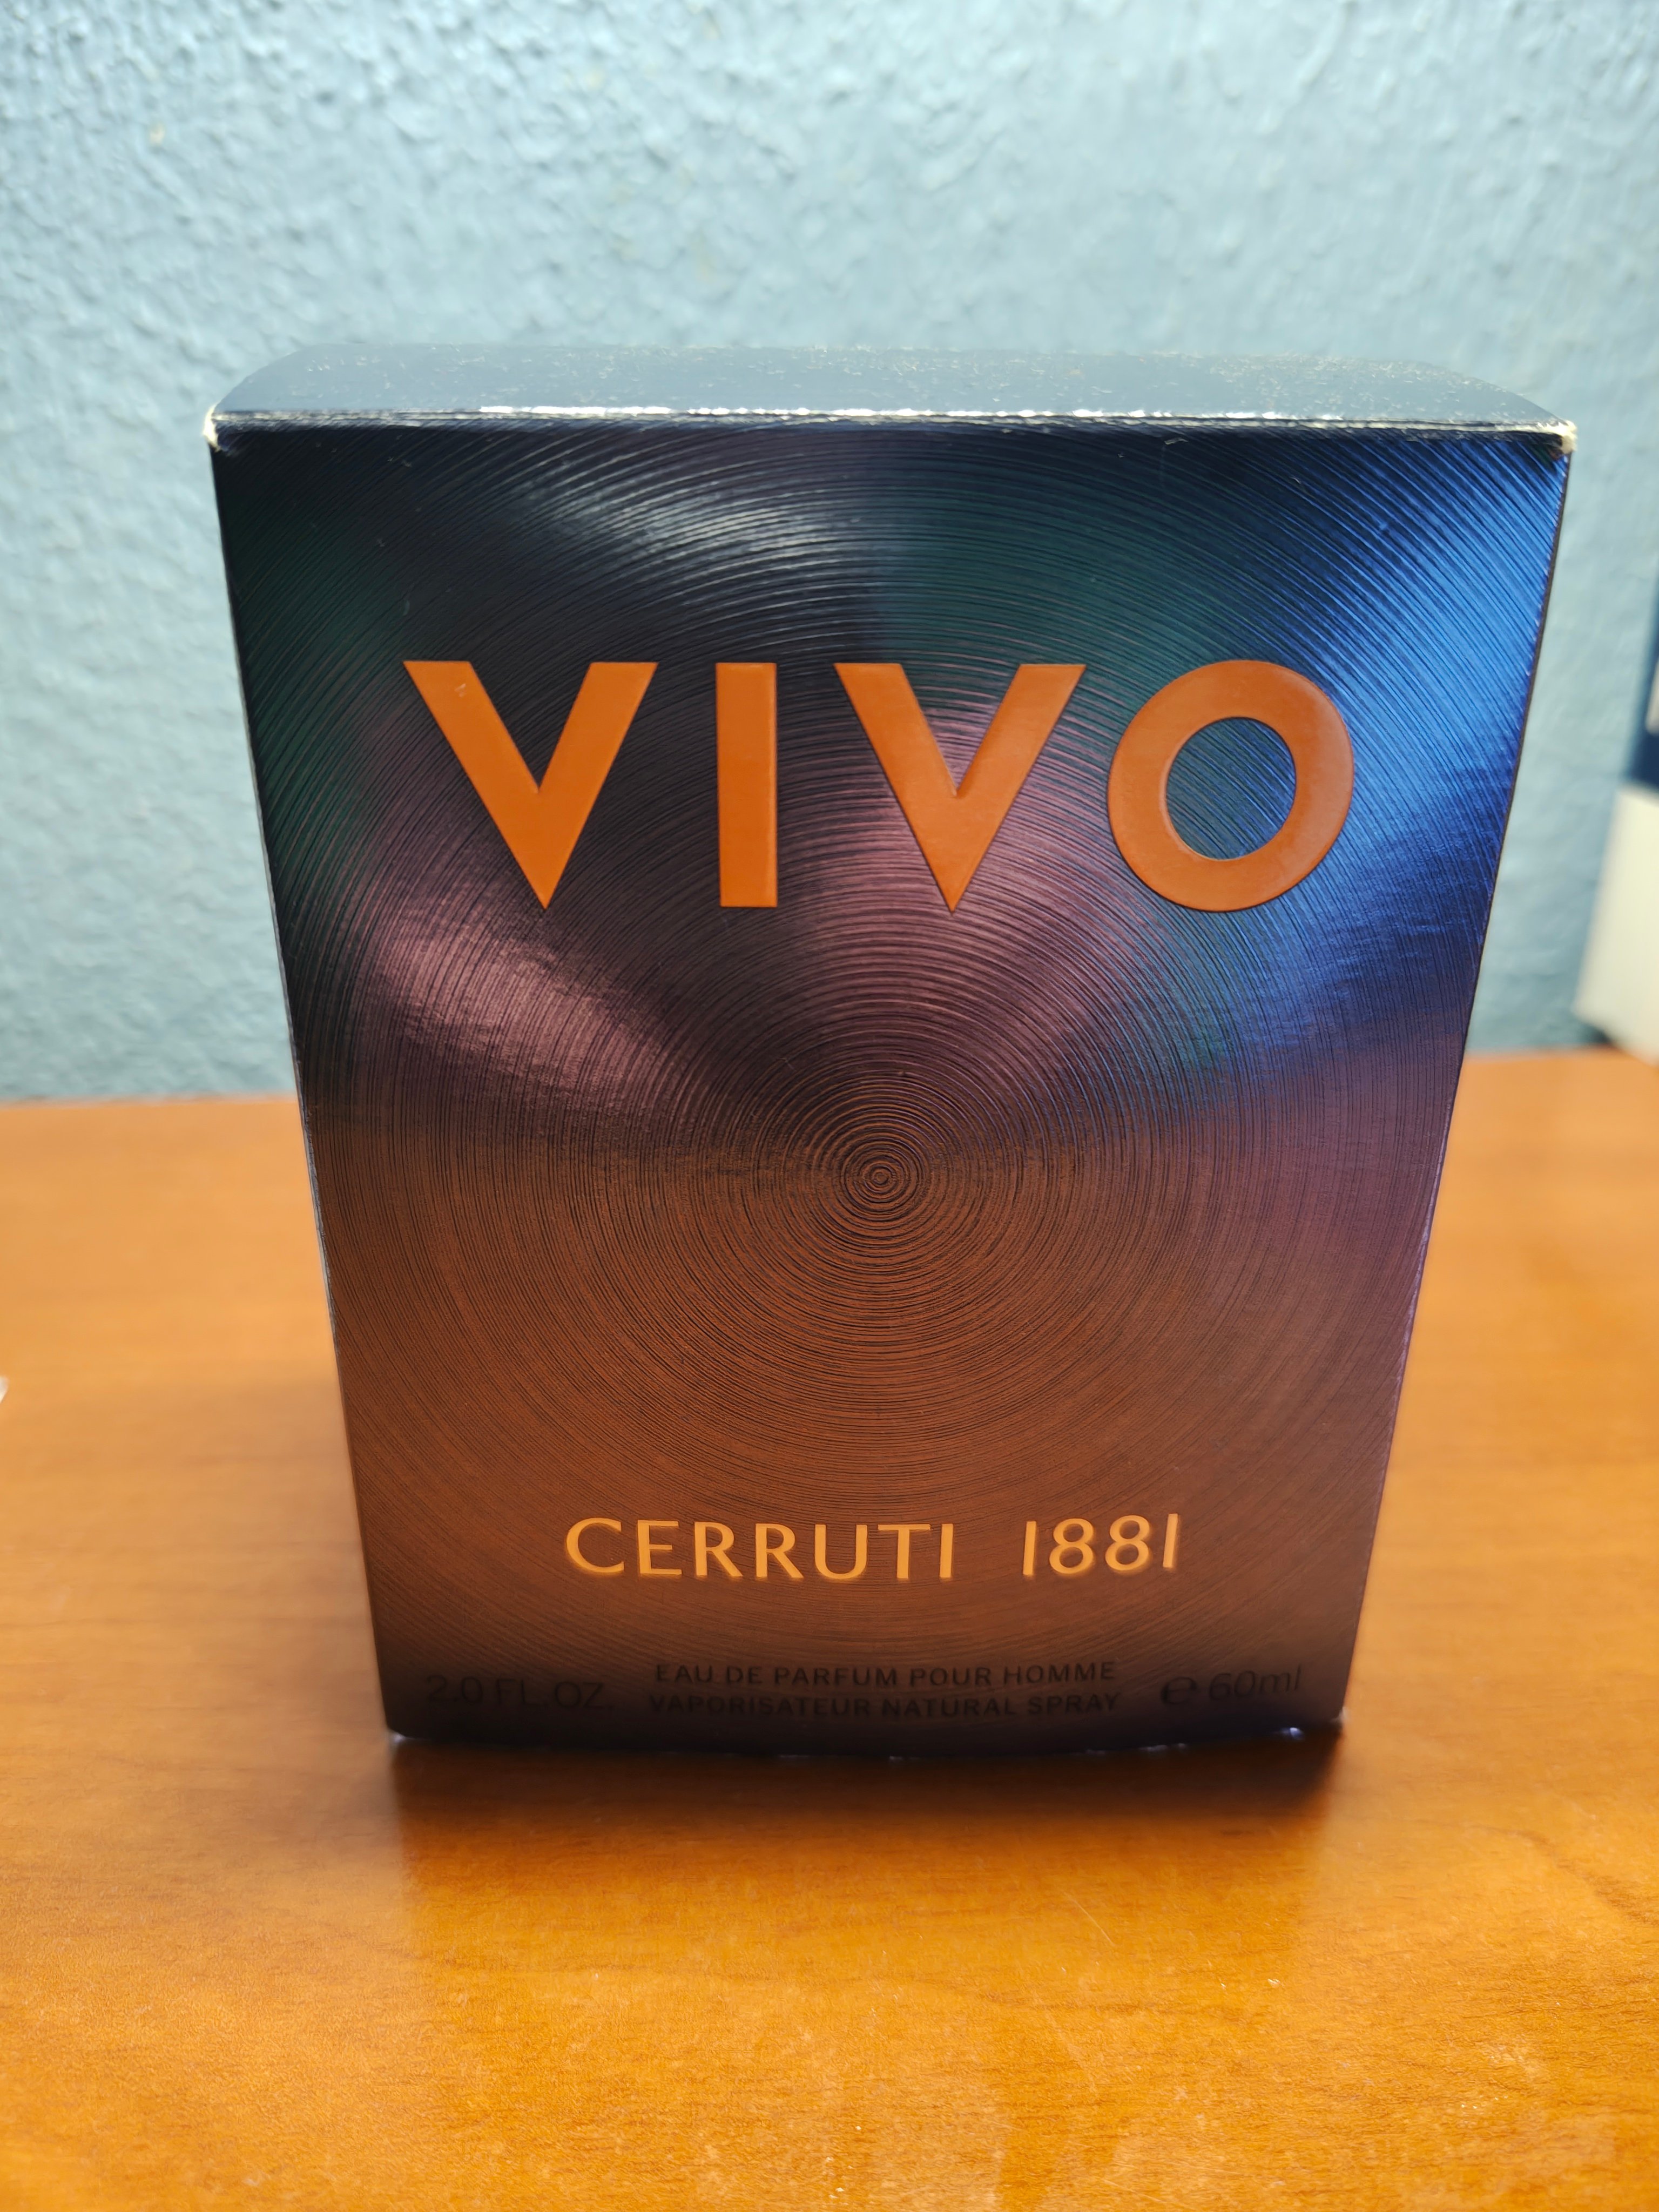 VIVO
CERRUTI 1881
EAU DE PARFUM POUR HOMME
2.0 FL.OZ. VAPORISATEUR NATURAL SPRAY ℮ 60ml